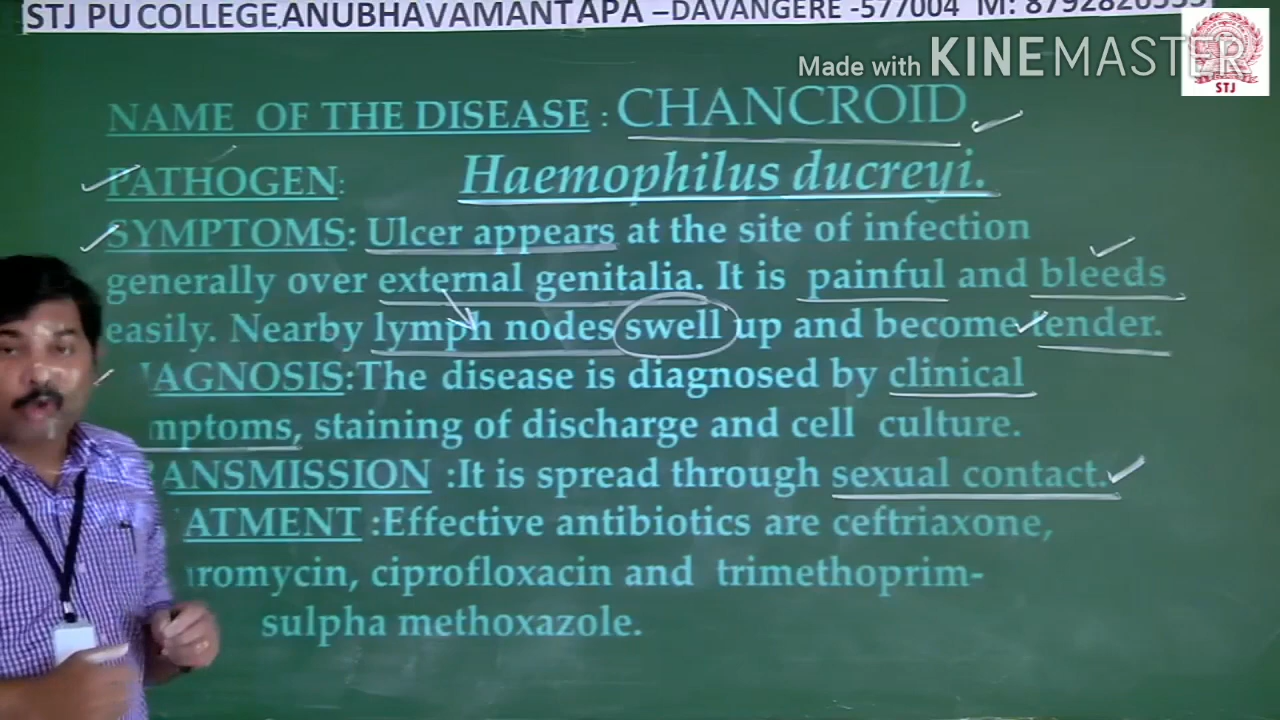 STJ PU COLLEGE,ANUBHAVAMANTAPA –DAVANGERE -577004 M:
Made with KINEMASTER
STJ
NAME OF THE DISEASE : CHANCROID
PATHOGEN: Haemophilus ducreyi.
SYMPTOMS: Ulcer appears at the site of infection
generally over external genitalia. It is painful and bleeds
easily. Nearby lymph nodes swell up and become tender.
AGNOSIS:The disease is diagnosed by clinical
mptoms, staining of discharge and cell culture.
ANSMISSION :It is spread through sexual contact.
ATMENT :Effective antibiotics are ceftriaxone,
romycin, ciprofloxacin and trimethoprim-
sulpha methoxazole.